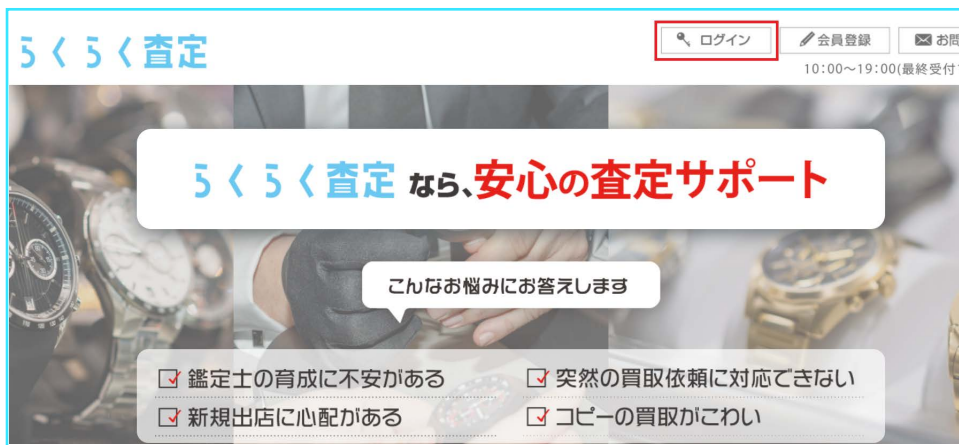 らくらく査定
ログイン
会員登録
お問
10:00〜19:00(最終受付
らくらく査定 なら、安心の査定サポート
こんなお悩みにお答えします
鑑定士の育成に不安がある
突然の買取依頼に対応できない
新規出店に心配がある
コピーの買取がこわい